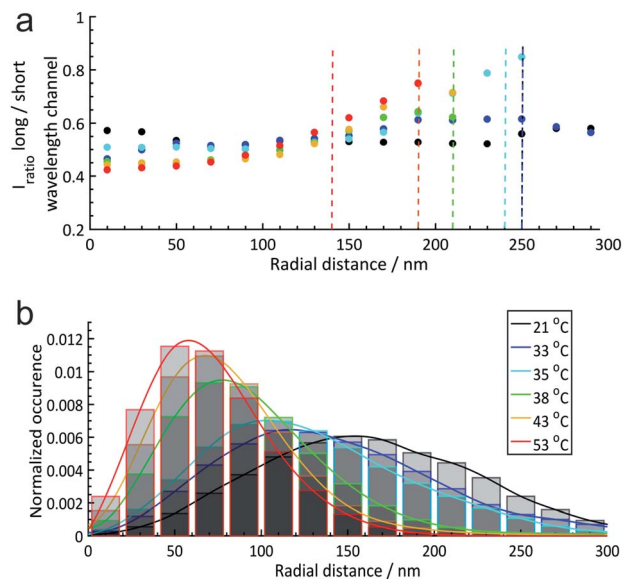 a
1
0.8
0.6
0.4
0.2
I ratio long / short
wavelength channel
0 50 100 150 200 250 300
Radial distance / nm
b
0.012
0.010
0.008
0.006
0.004
0.002
0
Normalized occurence
21 °C
33 °C
35 °C
38 °C
43 °C
53 °C
0 50 100 150 200 250 300
Radial distance / nm